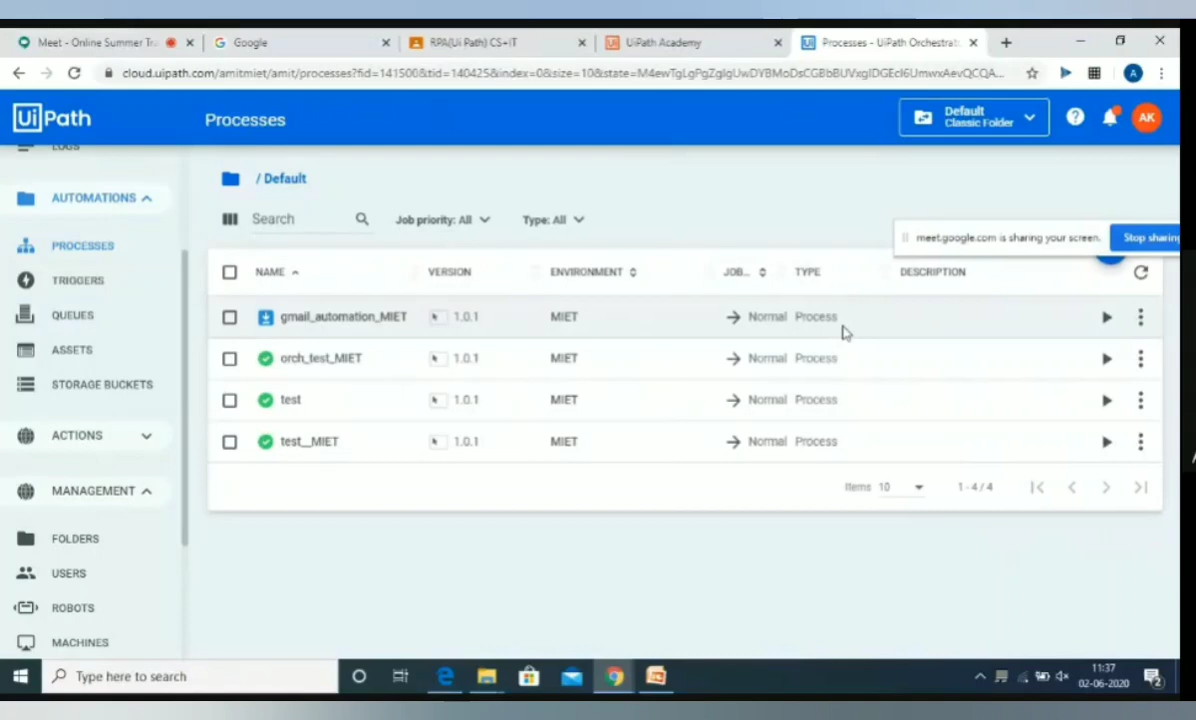 Meet - Online Summer Tr
Google
RPA(Ui Path) CS+IT
UiPath Academy
Processes - UiPath Orchestrato
cloud.uipath.com/amitmiet/amit/processes?fid=141500&tid=140425&index=0&size=10&state=
UiPath
Processes
Default
Classic Folder
AK
LOGS
AUTOMATIONS
PROCESSES
TRIGGERS
QUEUES
ASSETS
STORAGE BUCKETS
ACTIONS
MANAGEMENT
FOLDERS
USERS
ROBOTS
MACHINES
/ Default
Search
Job priority: All
Type: All
meet.google.com is sharing your screen.
Stop sharing
NAME VERSION ENVIRONMENT JOB... TYPE DESCRIPTION
gmail_automation_MIET 1.0.1 MIET Normal Process
orch_test_MIET 1.0.1 MIET Normal Process
test 1.0.1 MIET Normal Process
test__MIET 1.0.1 MIET Normal Process
Items 10 1-4/4
Type here to search
11:37
02-06-2020
2